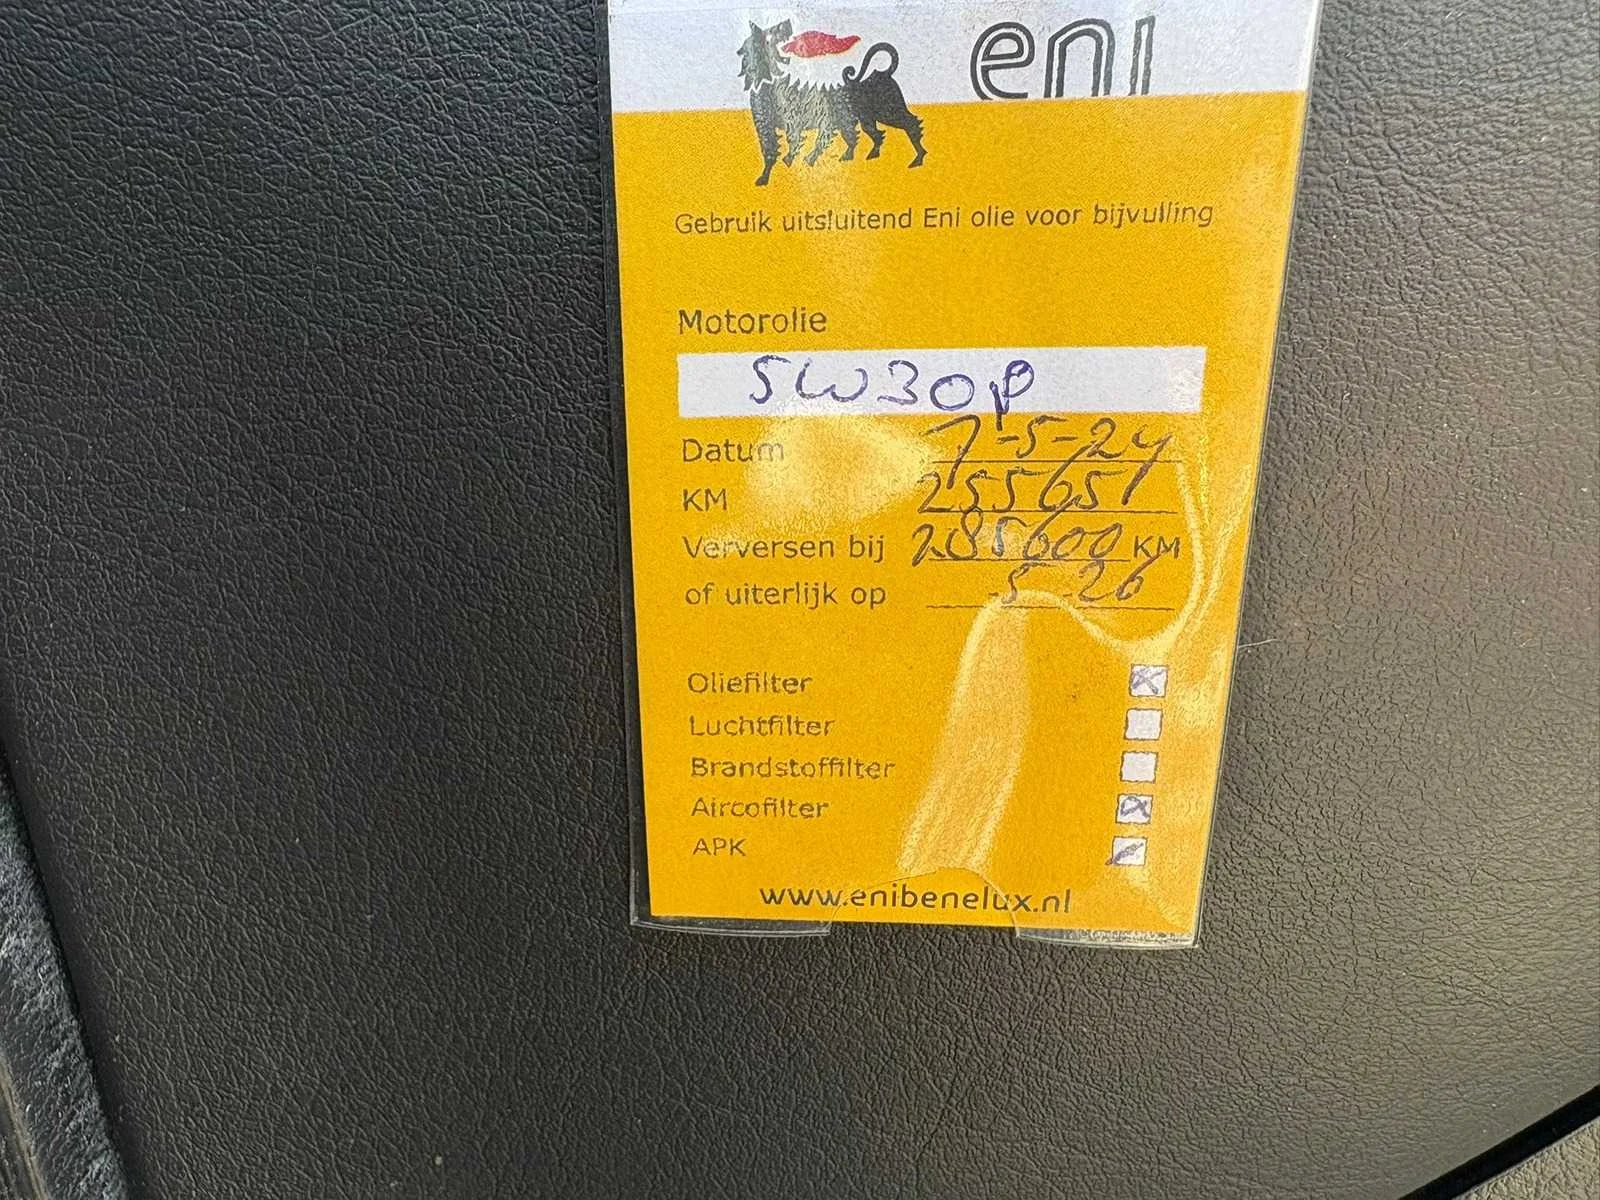 eni
Gebruik uitsluitend Eni olie voor bijvulling
Motorolie
5W30P
Datum 7-5-24
KM 255651
Verversen bij 285600 KM
of uiterlijk op -5-26
Oliefilter
Luchtfilter
Brandstoffilter
Aircofilter
APK
www.enibenelux.nl